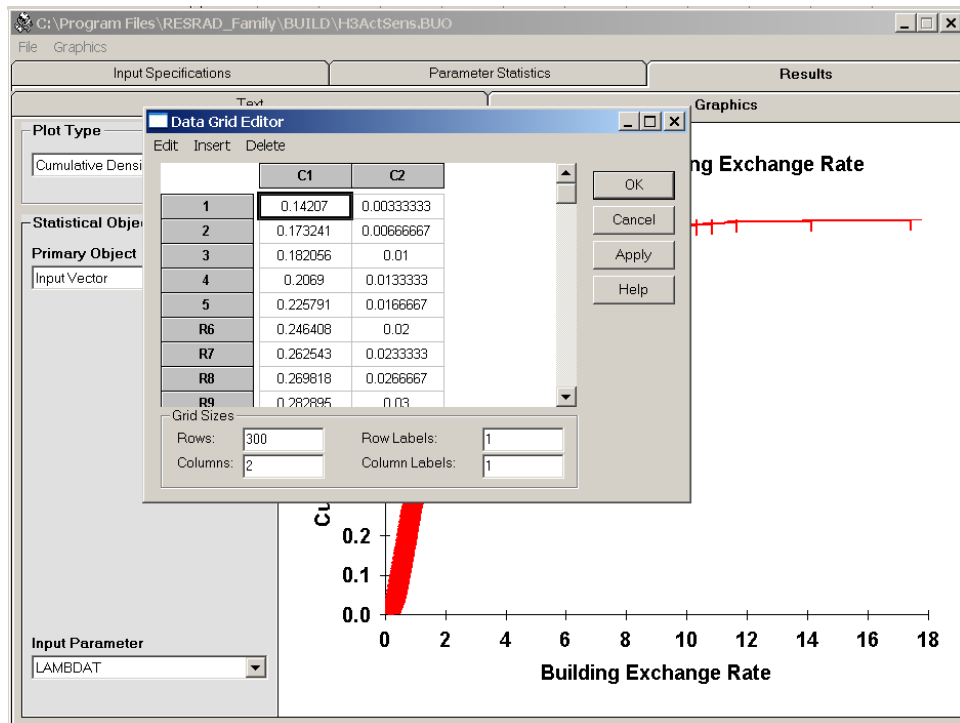 C:\Program Files\RESRAD_Family\BUILD\H3ActSens.BUO
File Graphics
Input Specifications Parameter Statistics Results
Text Graphics
Plot Type
Cumulative Densi
Statistical Obje
Primary Object
Input Vector
Input Parameter
LAMBDAT
Data Grid Editor
Edit Insert Delete
C1 C2
1 0.14207 0.00333333
2 0.173241 0.00666667
3 0.182056 0.01
4 0.2069 0.0133333
5 0.225791 0.0166667
R6 0.246408 0.02
R7 0.262543 0.0233333
R8 0.269818 0.0266667
R9 0.282895 0.03
Grid Sizes
Rows: 300 Row Labels: 1
Columns: 2 Column Labels: 1
OK
Cancel
Apply
Help
ng Exchange Rate
Cu
0.2
0.1
0.0
0 2 4 6 8 10 12 14 16 18
Building Exchange Rate